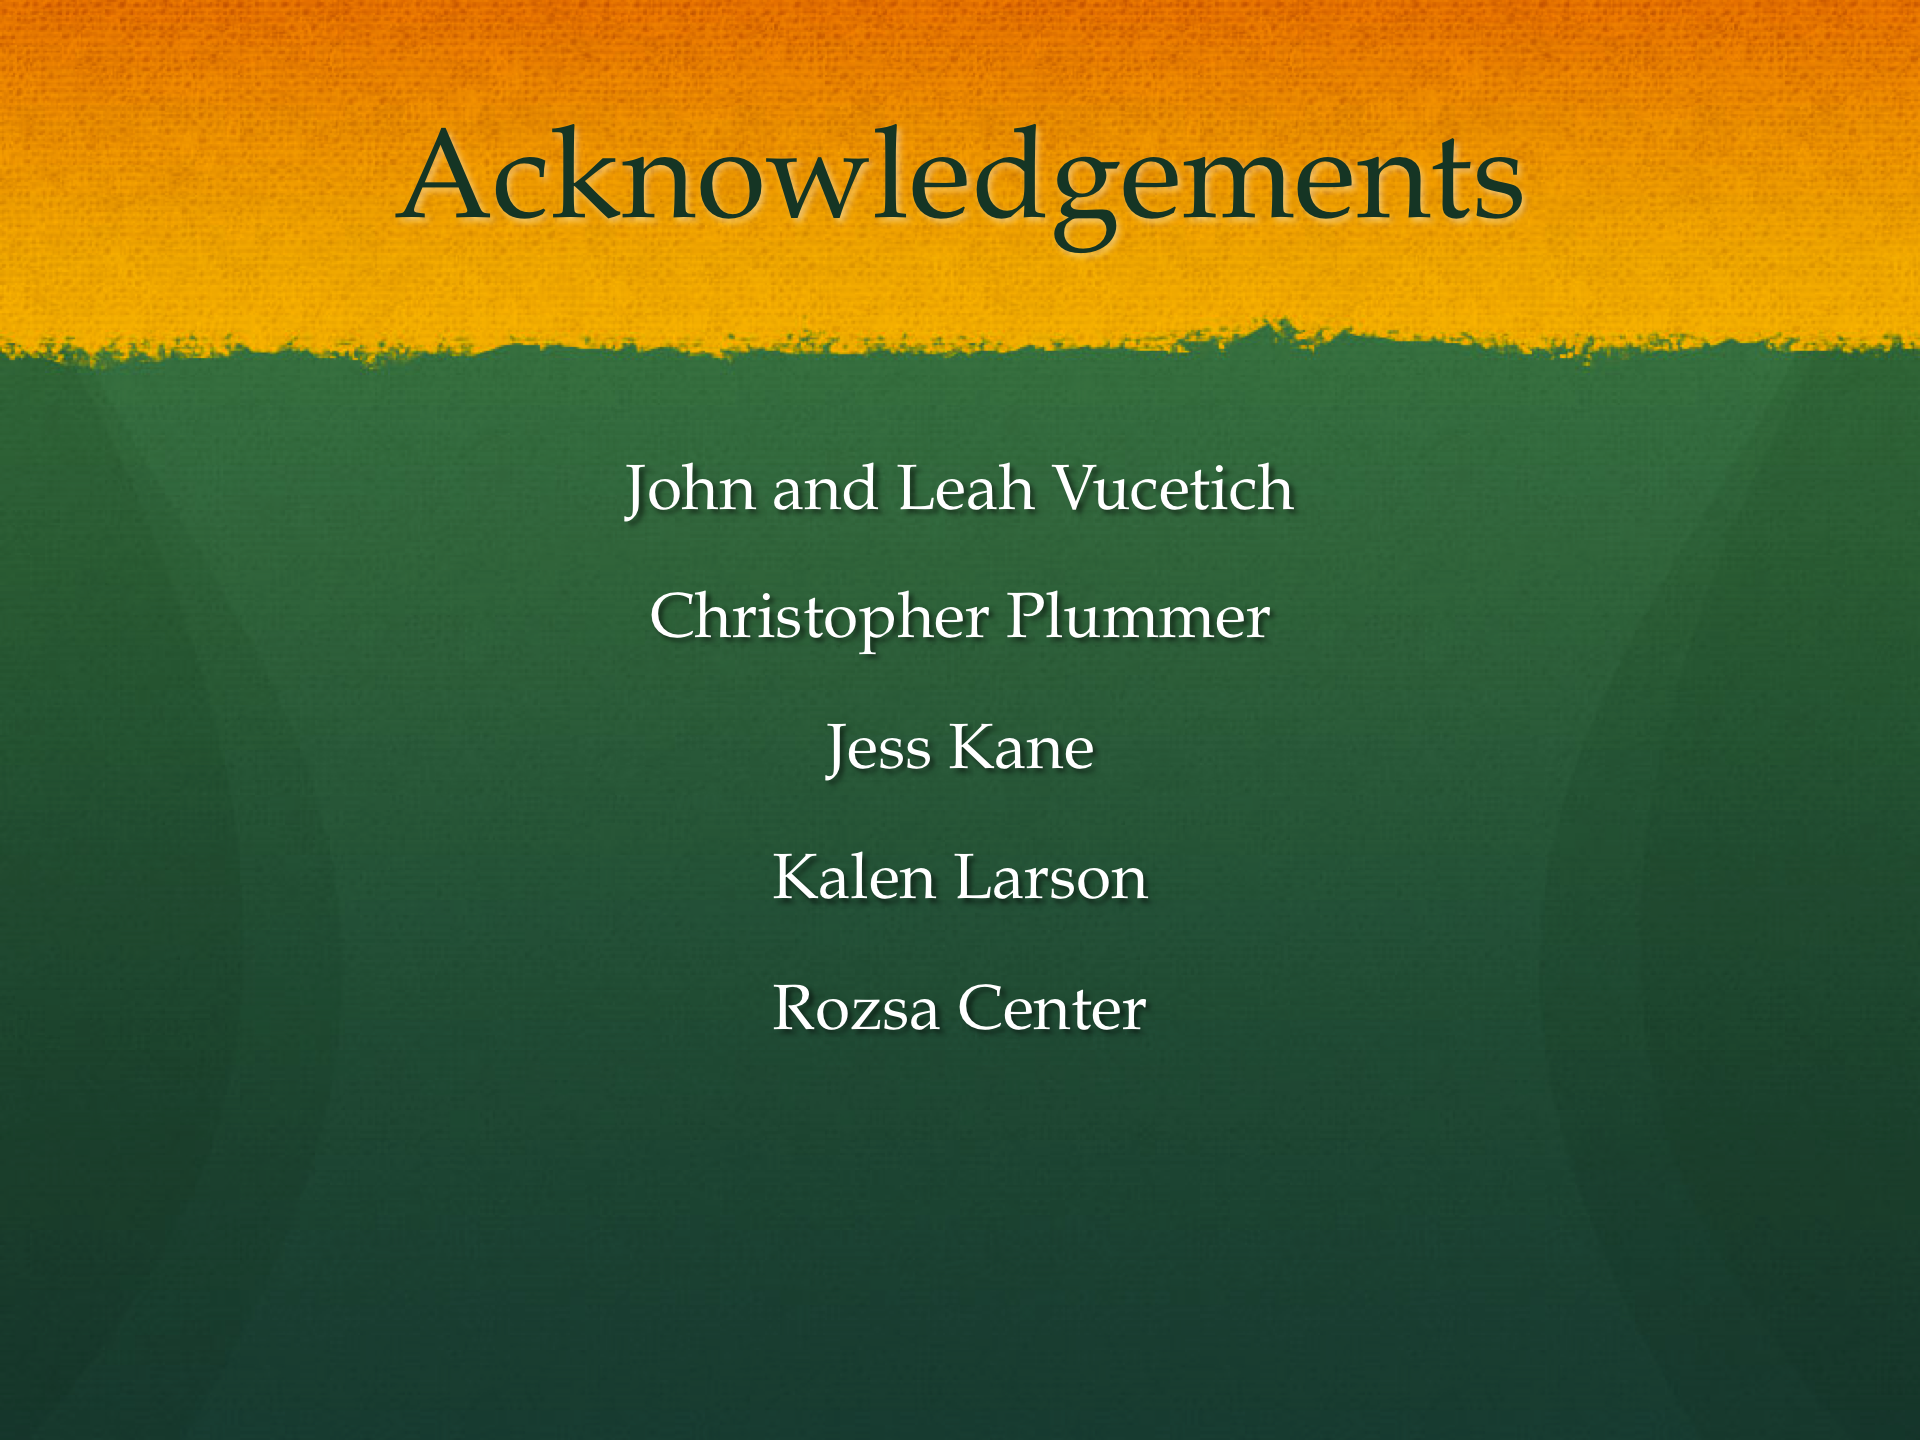 Acknowledgements
John and Leah Vucetich
Christopher Plummer
Jess Kane
Kalen Larson
Rozsa Center